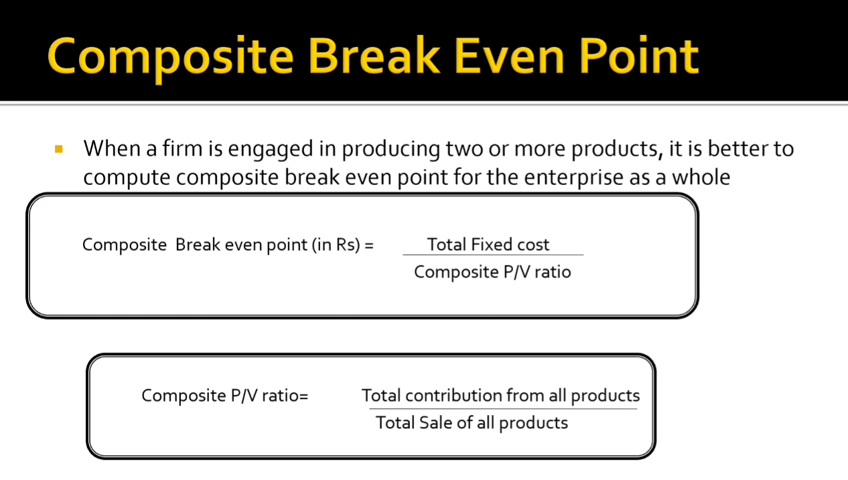 Composite Break Even Point
When a firm is engaged in producing two or more products, it is better to
compute composite break even point for the enterprise as a whole
Composite Break even point (in Rs) = Total Fixed cost
Composite P/V ratio
Composite P/V ratio= Total contribution from all products
Total Sale of all products